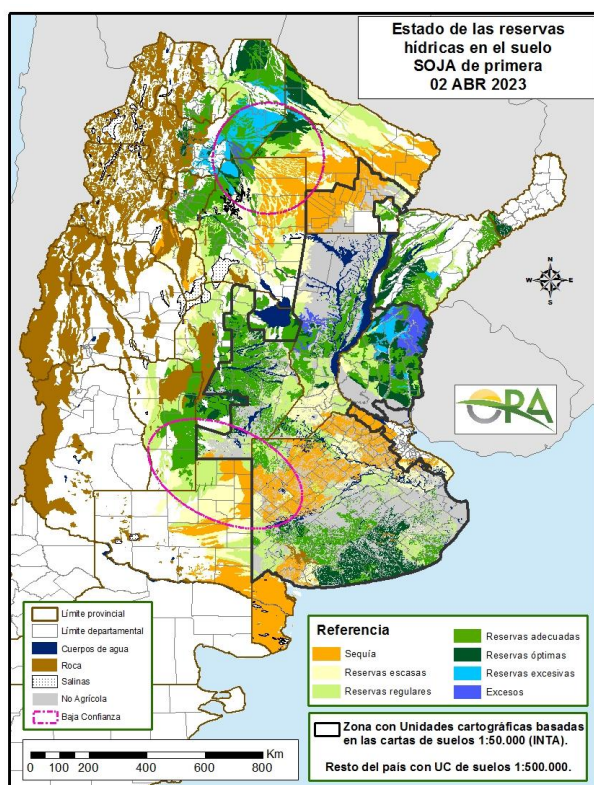 Estado de las reservas
hídricas en el suelo
SOJA de primera
02 ABR 2023
N
W E
S
ORA
Límite provincial
Límite departamental
Cuerpos de agua
Roca
Salinas
No Agrícola
Baja Confianza
Referencia
Sequía
Reservas escasas
Reservas regulares
Reservas adecuadas
Reservas óptimas
Reservas excesivas
Excesos
Zona con Unidades cartográficas basadas
en las cartas de suelos 1:50.000 (INTA).
Resto del país con UC de suelos 1:500.000.
Km
0 100 200 400 600 800